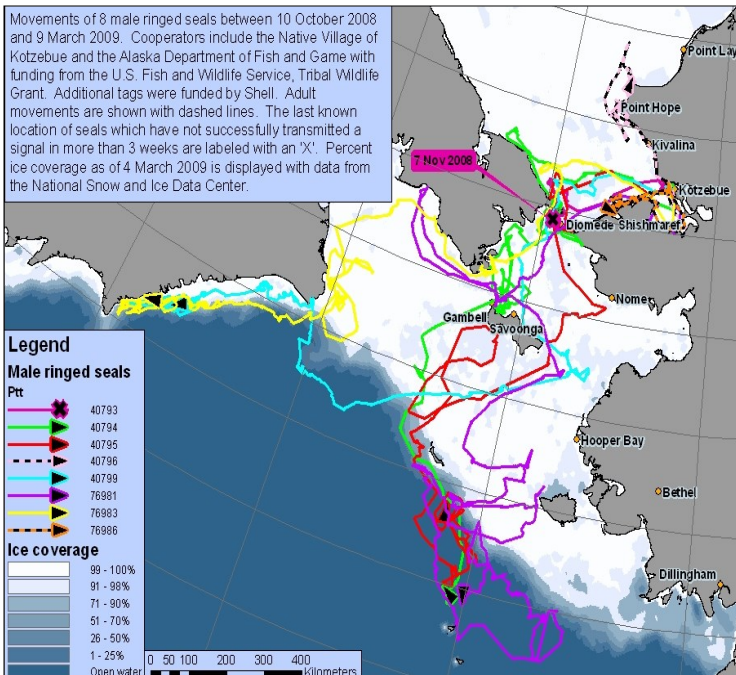 Movements of 8 male ringed seals between 10 October 2008
and 9 March 2009. Cooperators include the Native Village of
Kotzebue and the Alaska Department of Fish and Game with
funding from the U.S. Fish and Wildlife Service, Tribal Wildlife
Grant. Additional tags were funded by Shell. Adult
movements are shown with dashed lines. The last known
location of seals which have not successfully transmitted a
signal in more than 3 weeks are labeled with an 'X'. Percent
ice coverage as of 4 March 2009 is displayed with data from
the National Snow and Ice Data Center.
Point Lay
Point Hope
Kivalina
7 Nov 2008
Kotzebue
Diomede Shishmaref
Nome
Gambell
Savoonga
Hooper Bay
Bethel
Dillingham
Legend
Male ringed seals
Ptt
40793
40794
40795
40796
40799
76981
76983
76986
Ice coverage
99 - 100%
91 - 98%
71 - 90%
51 - 70%
26 - 50%
1 - 25%
Open water
0 50 100 200 300 400
Kilometers